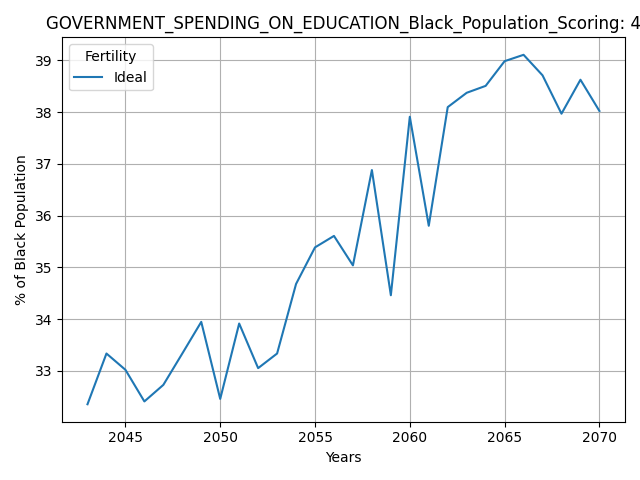 GOVERNMENT_SPENDING_ON_EDUCATION_Black_Population_Scoring: 4
Fertility
Ideal
% of Black Population
39
38
37
36
35
34
33
2045 2050 2055 2060 2065 2070
Years